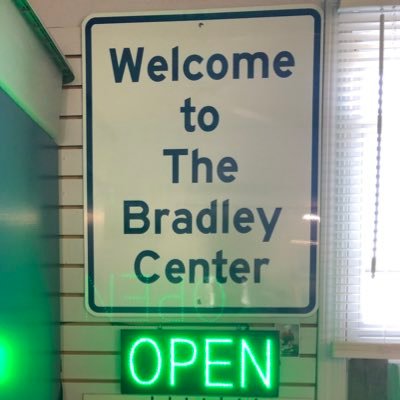 Welcome
to
The
Bradley
Center
OPEN